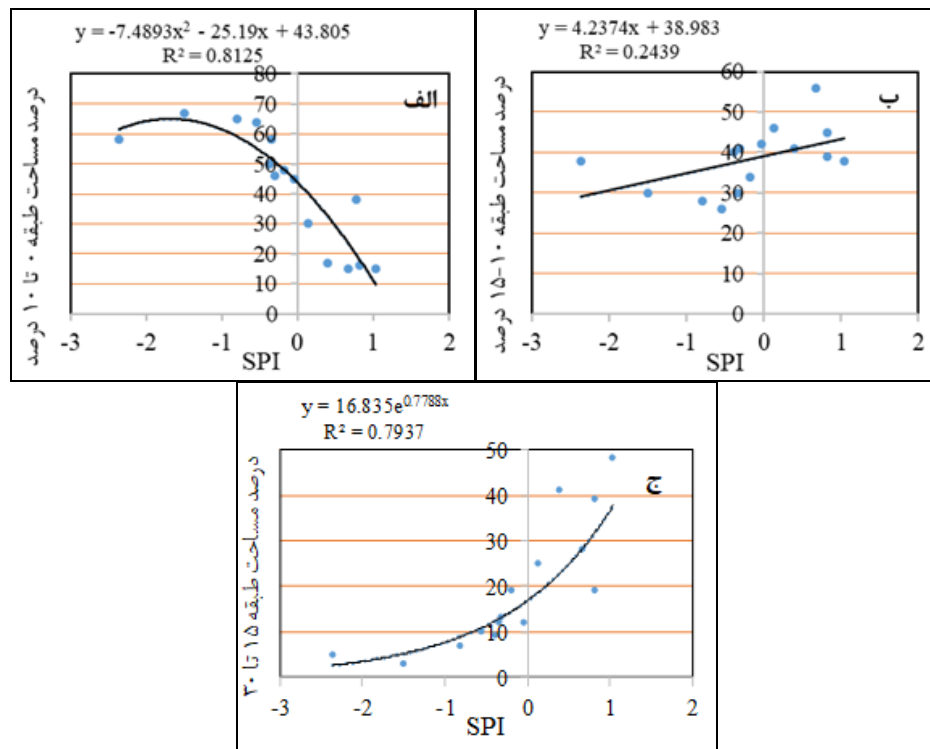 y = -7.4893x² - 25.19x + 43.805
R² = 0.8125
الف
درصد مساحت طبقه ۰ تا ۱۰ درصد
80
70
60
50
40
30
20
10
0
-3 -2 -1 0 1 2
SPI
y = 4.2374x + 38.983
R² = 0.2439
ب
درصد مساحت طبقه ۱۰-۱۵ درصد
60
50
40
30
20
10
0
-3 -2 -1 0 1 2
SPI
y = 16.835e^0.7788x
R² = 0.7937
ج
درصد مساحت طبقه ۱۵ تا ۳۰
50
40
30
20
10
0
-3 -2 -1 0 1 2
SPI